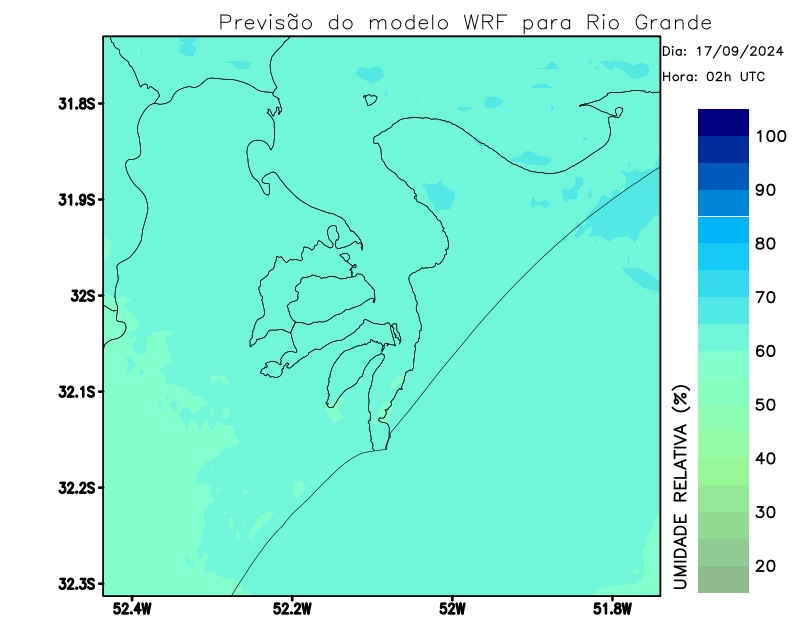 Previsão do modelo WRF para Rio Grande
Dia: 17/09/2024
Hora: 02h UTC
31.8S
31.9S
32S
32.1S
32.2S
32.3S
52.4W
52.2W
52W
51.8W
100
90
80
70
60
50
40
30
20
UMIDADE RELATIVA (%)